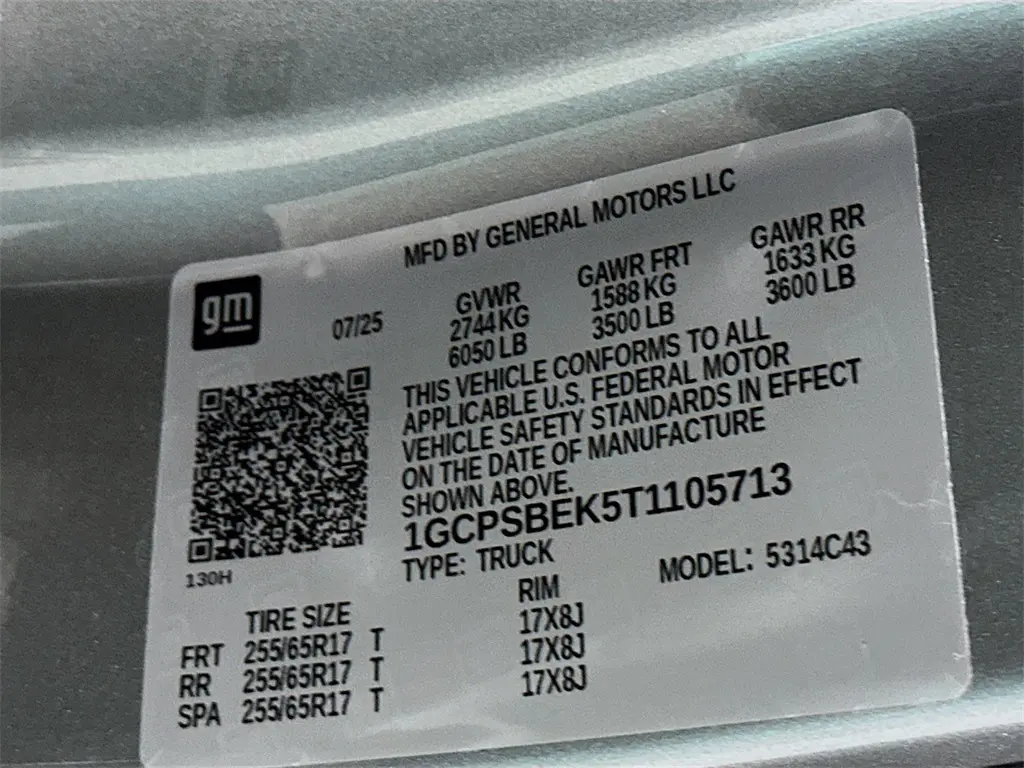 MFD BY GENERAL MOTORS LLC
gm
07/25
GVWR GAWR FRT GAWR RR
2744 KG 1588 KG 1633 KG
6050 LB 3500 LB 3600 LB
THIS VEHICLE CONFORMS TO ALL
APPLICABLE U.S. FEDERAL MOTOR
VEHICLE SAFETY STANDARDS IN EFFECT
ON THE DATE OF MANUFACTURE
SHOWN ABOVE.
1GCPSBEK5T1105713
TYPE: TRUCK MODEL: 5314C43
130H
TIRE SIZE RIM
FRT 255/65R17 T 17X8J
RR 255/65R17 T 17X8J
SPA 255/65R17 T 17X8J